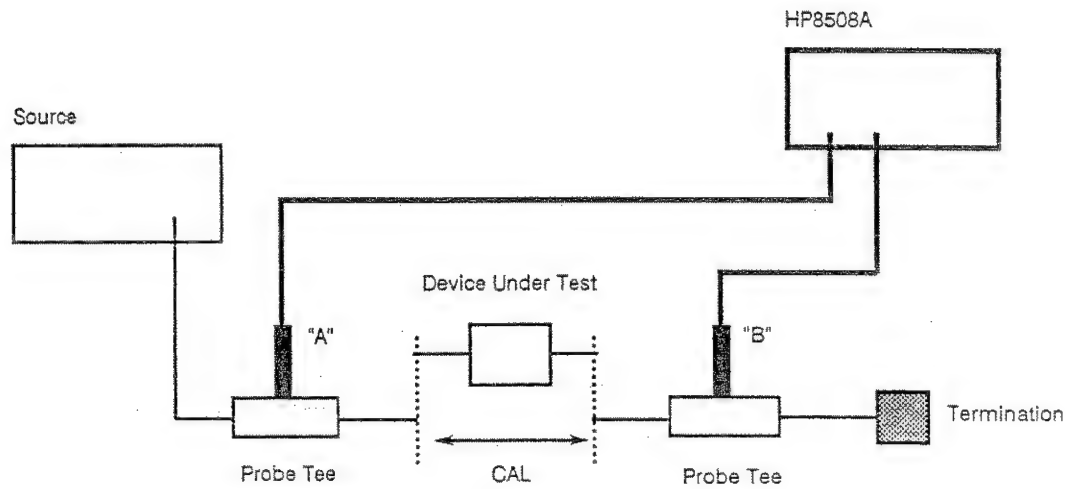 HP8508A
Source
Device Under Test
"A"
"B"
Termination
Probe Tee
CAL
Probe Tee